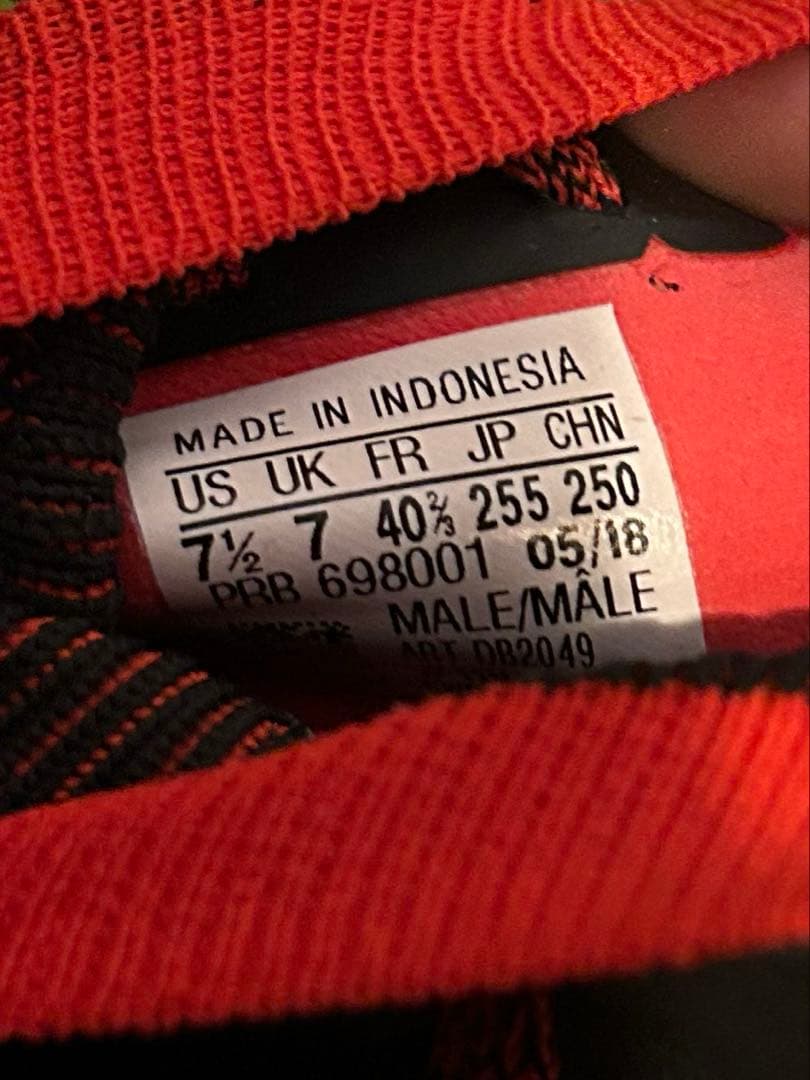 MADE IN INDONESIA
US UK FR JP CHN
7½ 7 40⅔ 255 250
PRB 698001 05/18
MALE/MÂLE
ART DB2049